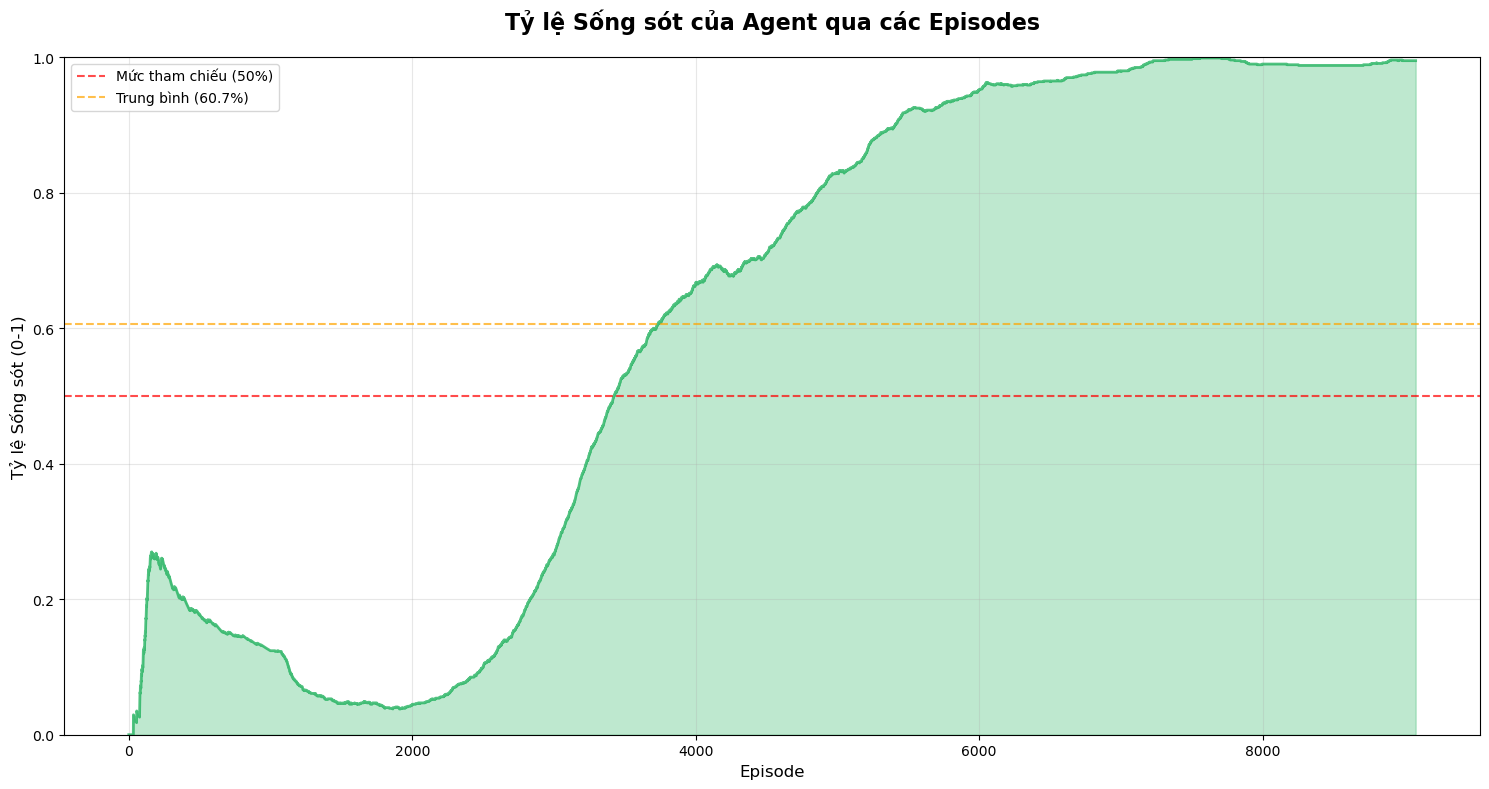 Tỷ lệ Sống sót của Agent qua các Episodes
Mức tham chiếu (50%)
Trung bình (60.7%)
Tỷ lệ Sống sót (0-1)
1.0
0.8
0.6
0.4
0.2
0.0
0
2000
4000
6000
8000
Episode